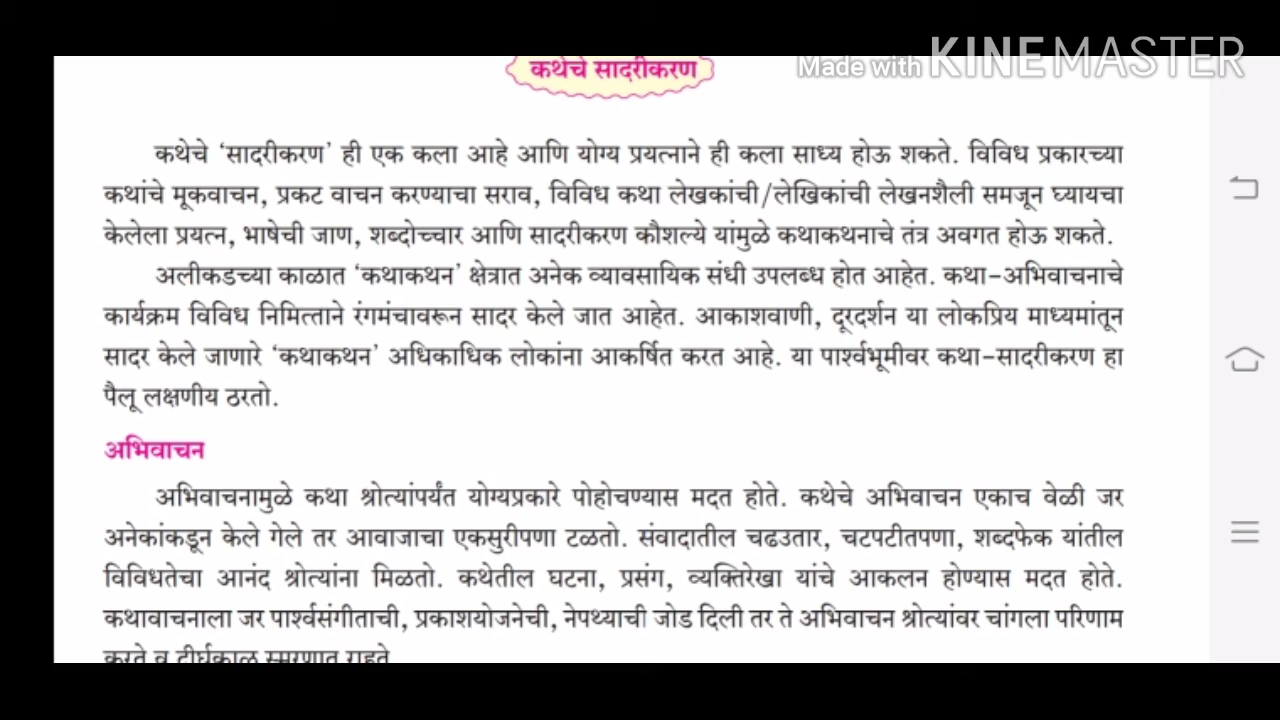 Made with KINEMASTER
कथेचे सादरीकरण
कथेचे ‘सादरीकरण’ ही एक कला आहे आणि योग्य प्रयत्नाने ही कला साध्य होऊ शकते. विविध प्रकारच्या
कथांचे मूकवाचन, प्रकट वाचन करण्याचा सराव, विविध कथा लेखकांची/लेखिकांची लेखनशैली समजून घ्यायचा
केलेला प्रयत्न, भाषेची जाण, शब्दोच्चार आणि सादरीकरण कौशल्ये यांमुळे कथाकथनाचे तंत्र अवगत होऊ शकते.
अलीकडच्या काळात ‘कथाकथन’ क्षेत्रात अनेक व्यावसायिक संधी उपलब्ध होत आहेत. कथा-अभिवाचनाचे
कार्यक्रम विविध निमित्ताने रंगमंचावरून सादर केले जात आहेत. आकाशवाणी, दूरदर्शन या लोकप्रिय माध्यमांतून
सादर केले जाणारे ‘कथाकथन’ अधिकाधिक लोकांना आकर्षित करत आहे. या पार्श्वभूमीवर कथा-सादरीकरण हा
पैलू लक्षणीय ठरतो.
अभिवाचन
अभिवाचनामुळे कथा श्रोत्यांपर्यंत योग्यप्रकारे पोहोचण्यास मदत होते. कथेचे अभिवाचन एकाच वेळी जर
अनेकांकडून केले गेले तर आवाजाचा एकसुरीपणा टळतो. संवादातील चढउतार, चटपटीतपणा, शब्दफेक यांतील
विविधतेचा आनंद श्रोत्यांना मिळतो. कथेतील घटना, प्रसंग, व्यक्तिरेखा यांचे आकलन होण्यास मदत होते.
कथावाचनाला जर पार्श्वसंगीताची, प्रकाशयोजनेची, नेपथ्याची जोड दिली तर ते अभिवाचन श्रोत्यांवर चांगला परिणाम
करते व दीर्घकाळ स्मरणात राहते